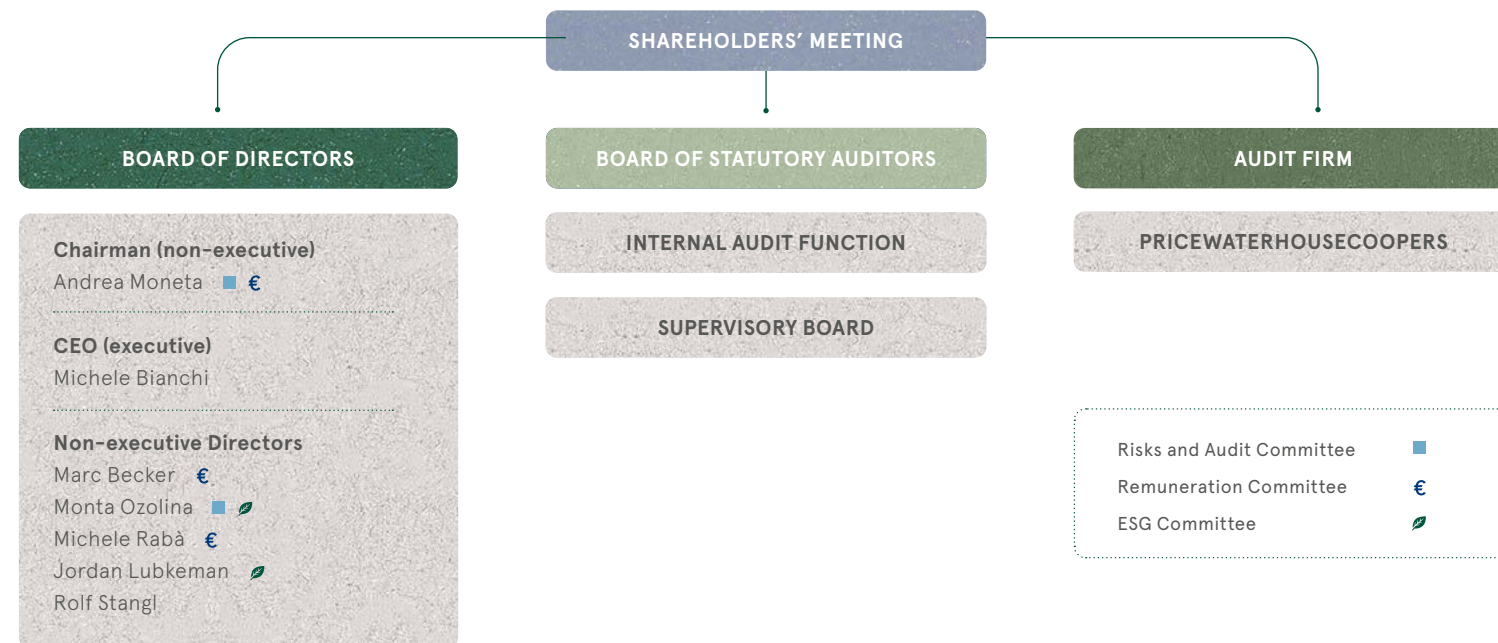 SHAREHOLDERS’ MEETING
BOARD OF DIRECTORS
Chairman (non-executive)
Andrea Moneta €
CEO (executive)
Michele Bianchi
Non-executive Directors
Marc Becker €
Monta Ozolina
Michele Rabà €
Jordan Lubkeman
Rolf Stangl
BOARD OF STATUTORY AUDITORS
INTERNAL AUDIT FUNCTION
SUPERVISORY BOARD
AUDIT FIRM
PRICEWATERHOUSECOOPERS
Risks and Audit Committee
Remuneration Committee €
ESG Committee